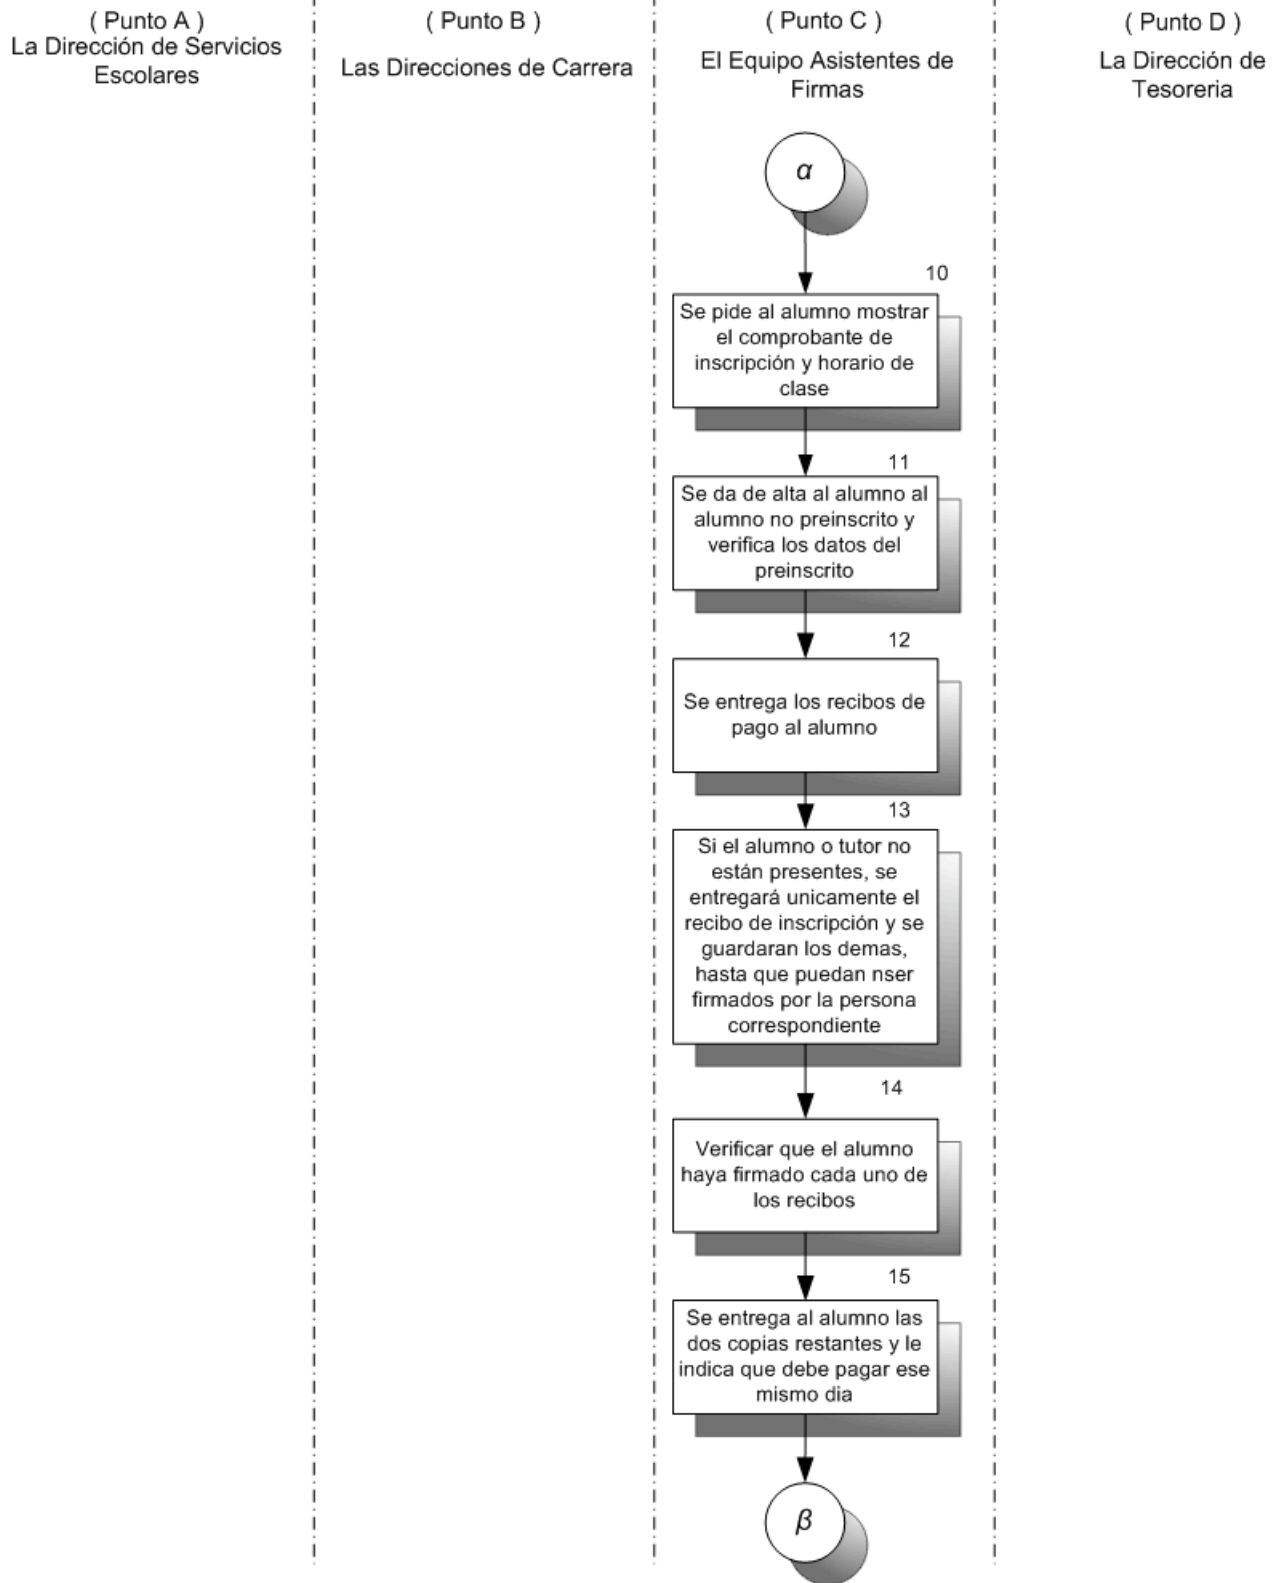 ( Punto A )
La Dirección de Servicios
Escolares
( Punto B )
Las Direcciones de Carrera
( Punto C )
El Equipo Asistentes de
Firmas
( Punto D )
La Dirección de
Tesoreria
α
10
Se pide al alumno mostrar
el comprobante de
inscripción y horario de
clase
11
Se da de alta al alumno al
alumno no preinscrito y
verifica los datos del
preinscrito
12
Se entrega los recibos de
pago al alumno
13
Si el alumno o tutor no
están presentes, se
entregará unicamente el
recibo de inscripción y se
guardaran los demas,
hasta que puedan nser
firmados por la persona
correspondiente
14
Verificar que el alumno
haya firmado cada uno de
los recibos
15
Se entrega al alumno las
dos copias restantes y le
indica que debe pagar ese
mismo dia
β